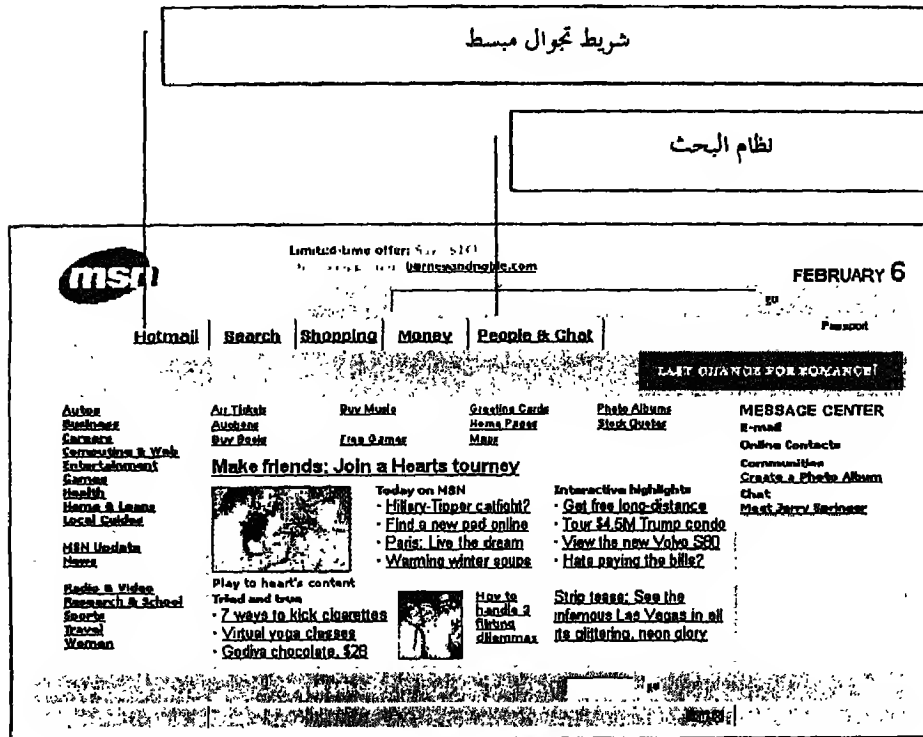 شريط تجوال مبسط
نظام البحث
msn
Limited-time offer:
barnesandnoble.com
FEBRUARY 6
go
Passport
Hotmail Search Shopping Money People & Chat
LAST CHANCE FOR ROMANCE!
Autos
Business
Careers
Computing & Web
Entertainment
Games
Health
Home & Loans
Local Guides
MSN Update
News
Radio & Video
Research & School
Sports
Travel
Women
Air Tickets Buy Music Greeting Cards Photo Albums
Auctions Home Pages Stock Quotes
Buy Books Free Games Maps
Make friends: Join a Hearts tourney
Play to heart's content
Today on MSN
· Hillary-Tipper catfight?
· Find a new pad online
· Paris: Live the dream
· Warming winter soups
Interactive highlights
· Get free long-distance
· Tour $4.5M Trump condo
· View the new Volvo S80
· Hate paying the bills?
Tried and true
· 7 ways to kick cigarettes
· Virtual yoga classes
· Godiva chocolate, $28
How to
handle 3
flirting
dilemmas
Strip tease: See the
infamous Las Vegas in all
its glittering, neon glory
MESSAGE CENTER
E-mail
Online Contacts
Communities
Create a Photo Album
Chat
Meet Jerry Springer
go